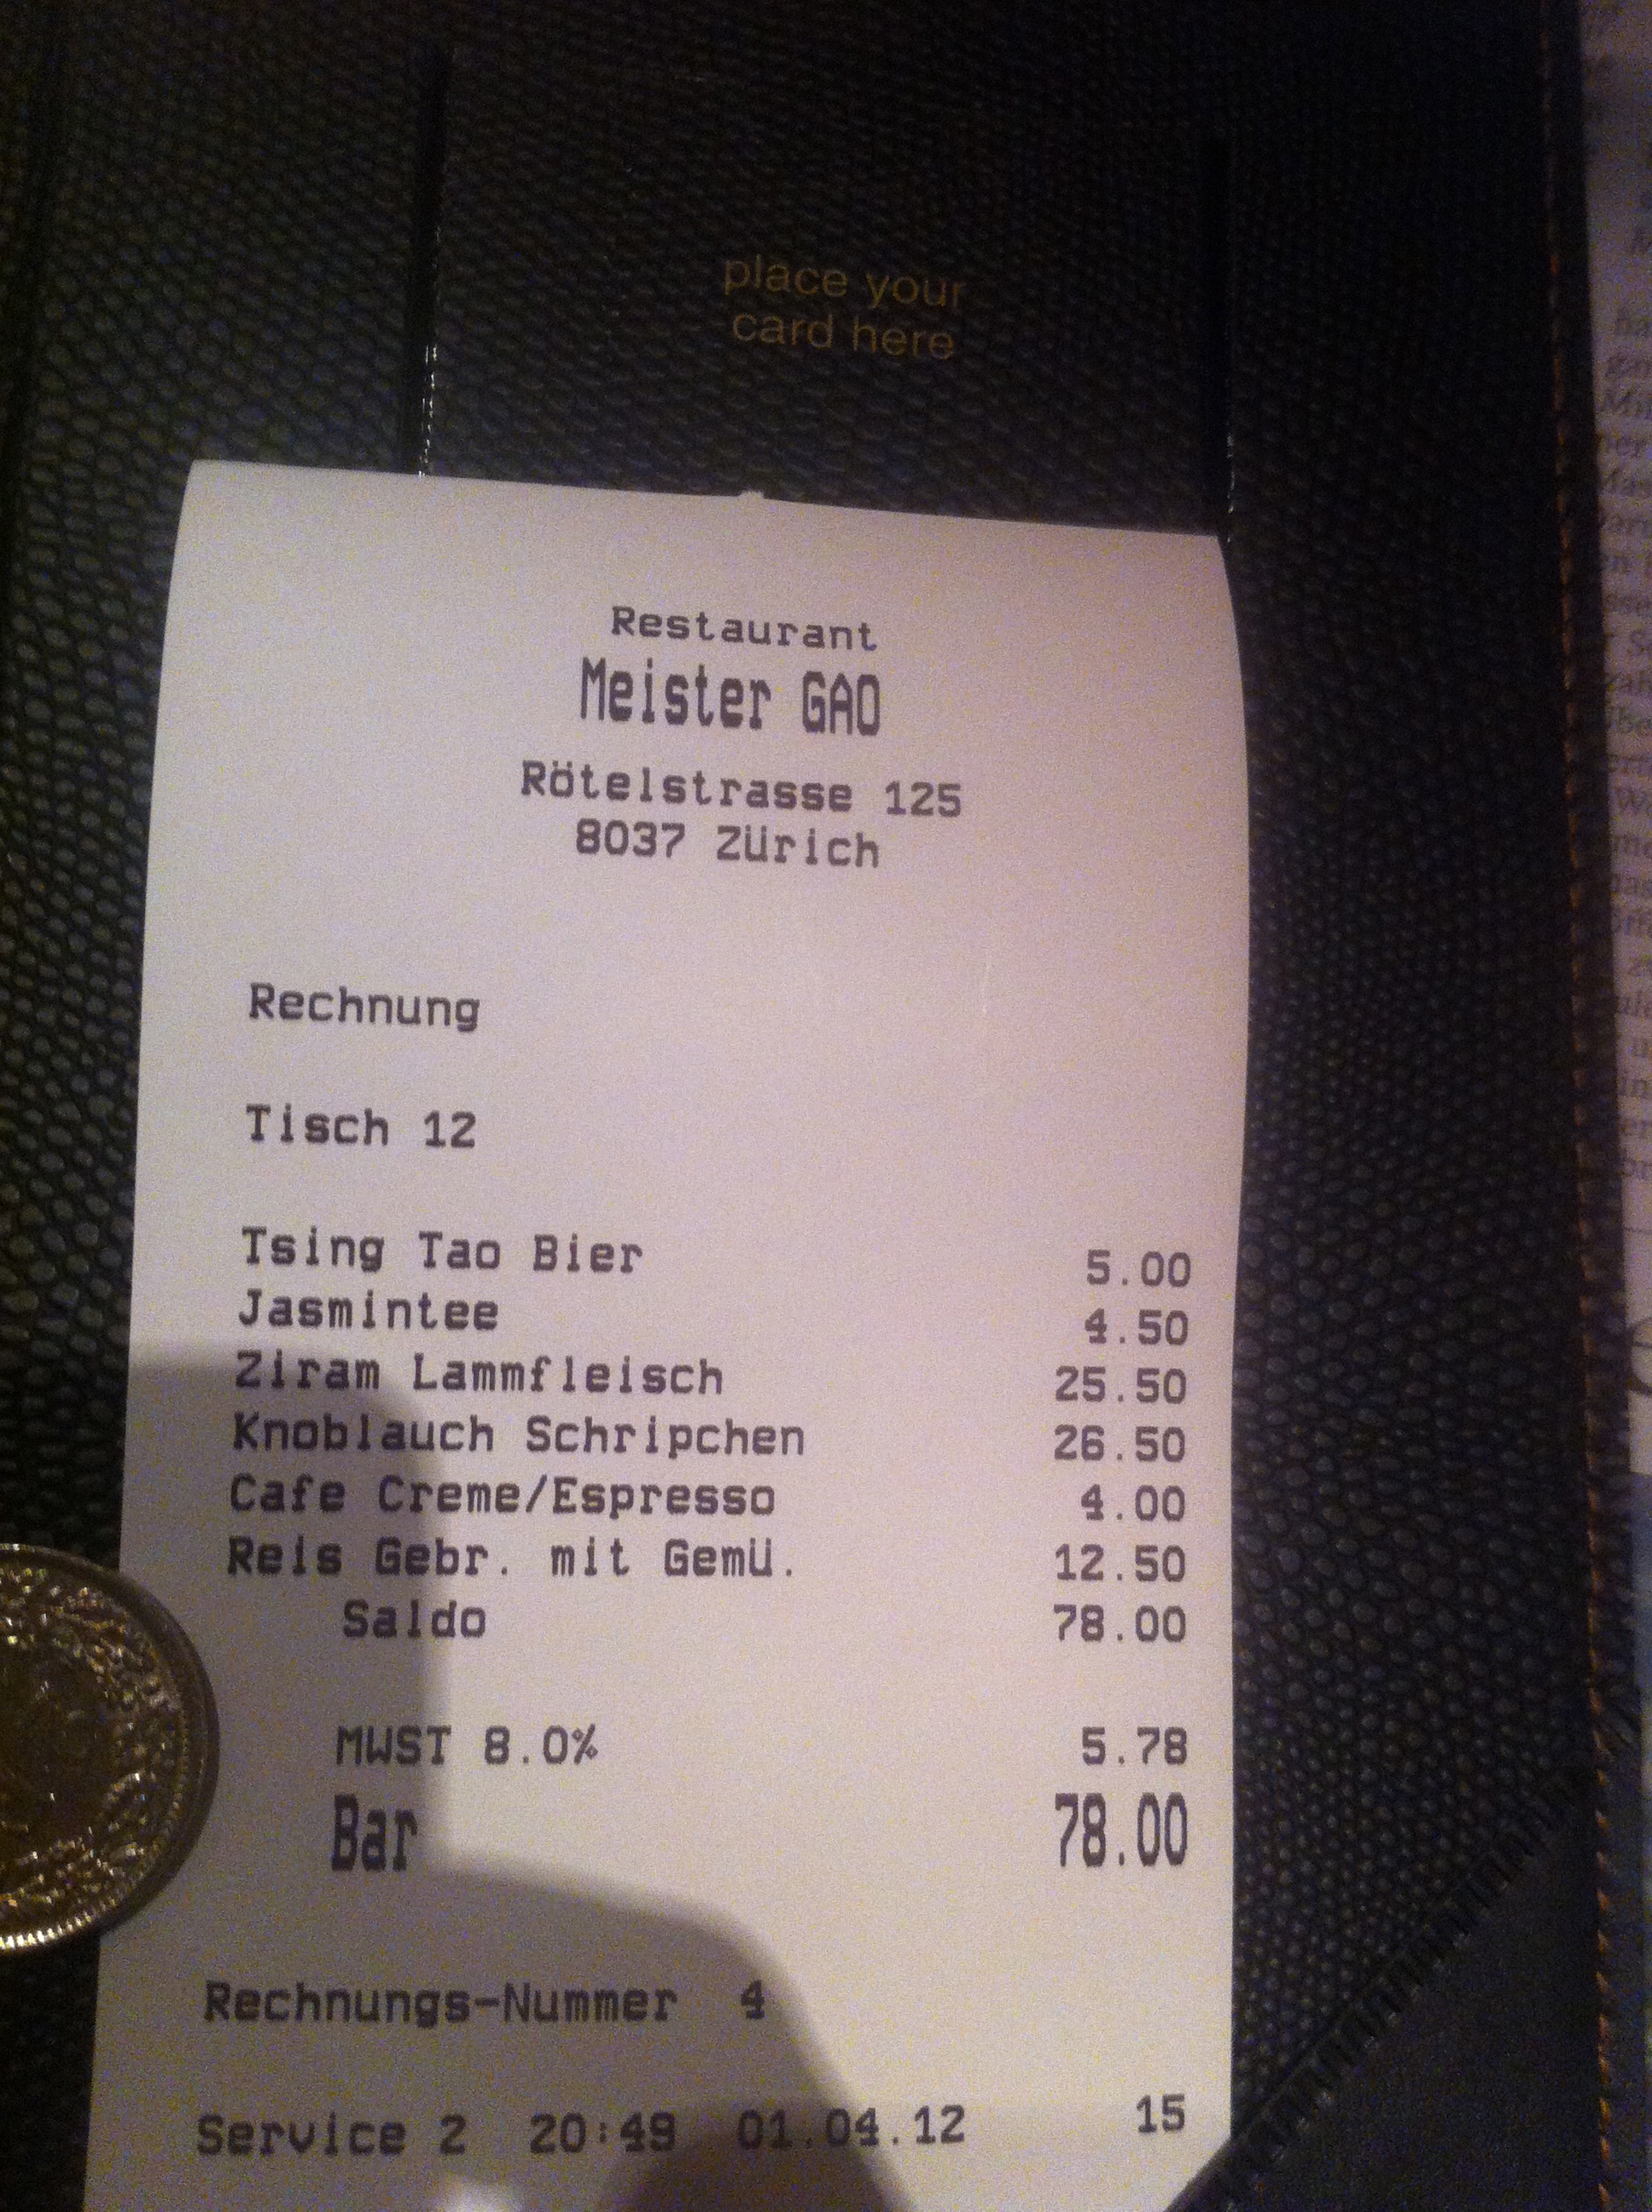 place your
card here
Restaurant
Meister GAO
Rötelstrasse 125
8037 Zürich
Rechnung
Tisch 12
Tsing Tao Bier 5.00
Jasmintee 4.50
Ziram Lammfleisch 25.50
Knoblauch Schripchen 26.50
Cafe Creme/Espresso 4.00
Reis Gebr. mit Gemü. 12.50
Saldo 78.00
MWST 8.0% 5.78
Bar 78.00
Rechnungs-Nummer 4
Service 2 20:49 01.04.12 15